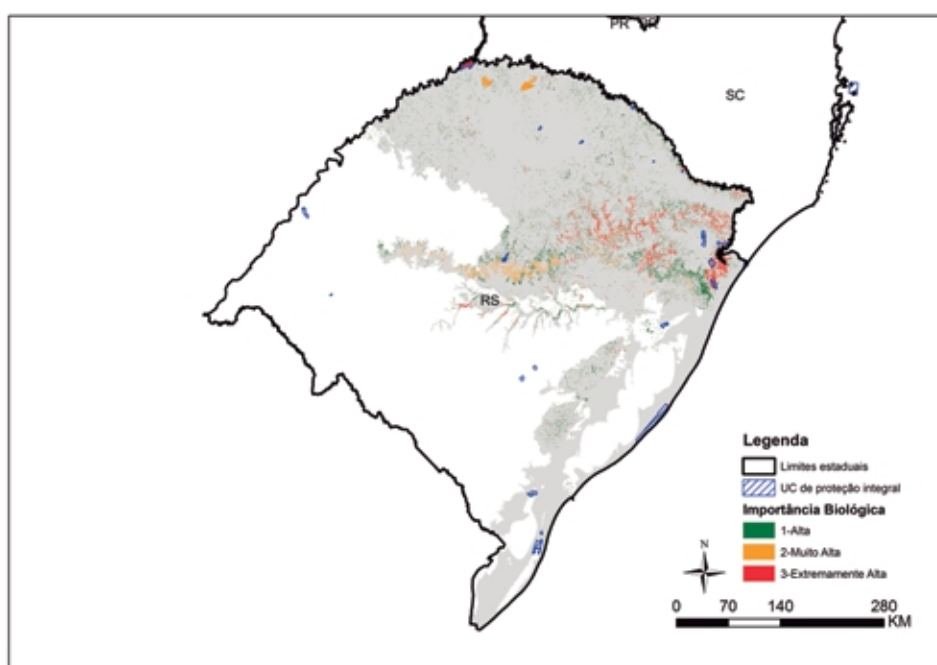 PR
SC
RS
Legenda
Limites estaduais
UC de proteção integral
Importância Biológica
1-Alta
2-Muito Alta
3-Extremamente Alta
N
0 70 140 280
KM